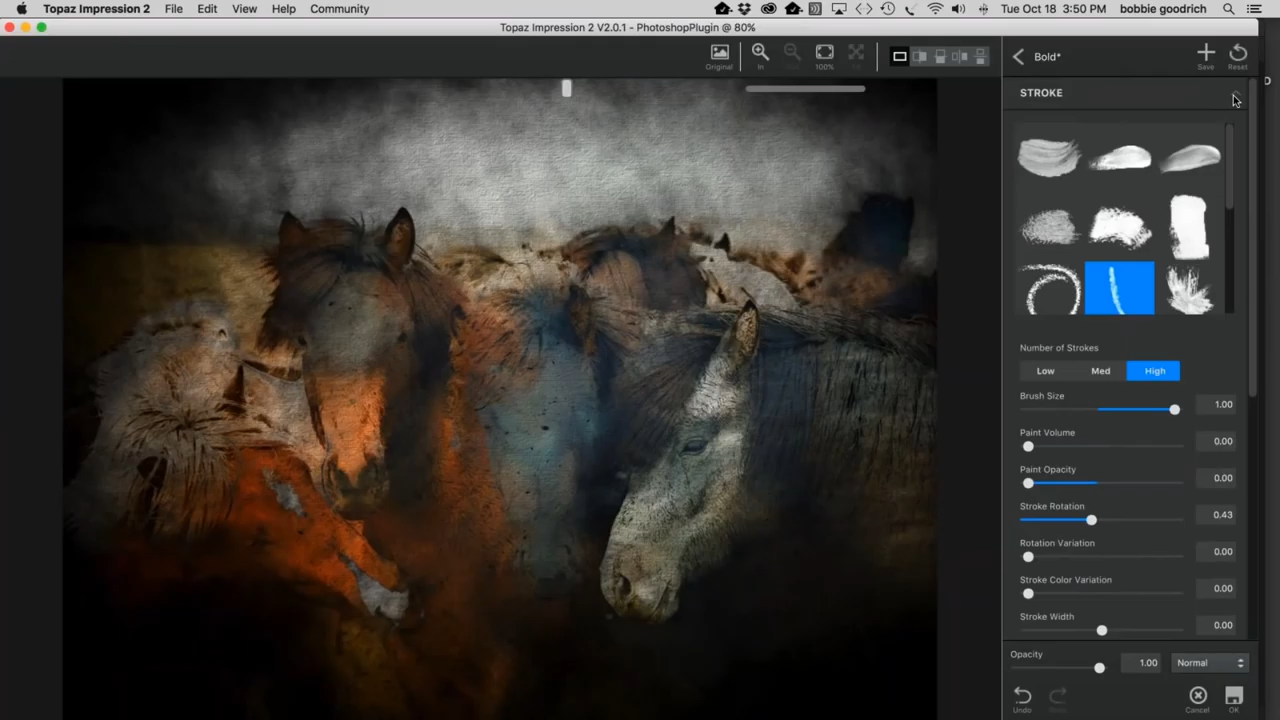 Topaz Impression 2 File Edit View Help Community Tue Oct 18 3:50 PM bobbie goodrich
Topaz Impression 2 V2.0.1 - PhotoshopPlugin @ 80%
Original In 100% Bold* Save Reset
STROKE
Number of Strokes
Low Med High
Brush Size 1.00
Paint Volume 0.00
Paint Opacity 0.00
Stroke Rotation 0.43
Rotation Variation 0.00
Stroke Color Variation 0.00
Stroke Width 0.00
Opacity 1.00 Normal
Undo Cancel OK